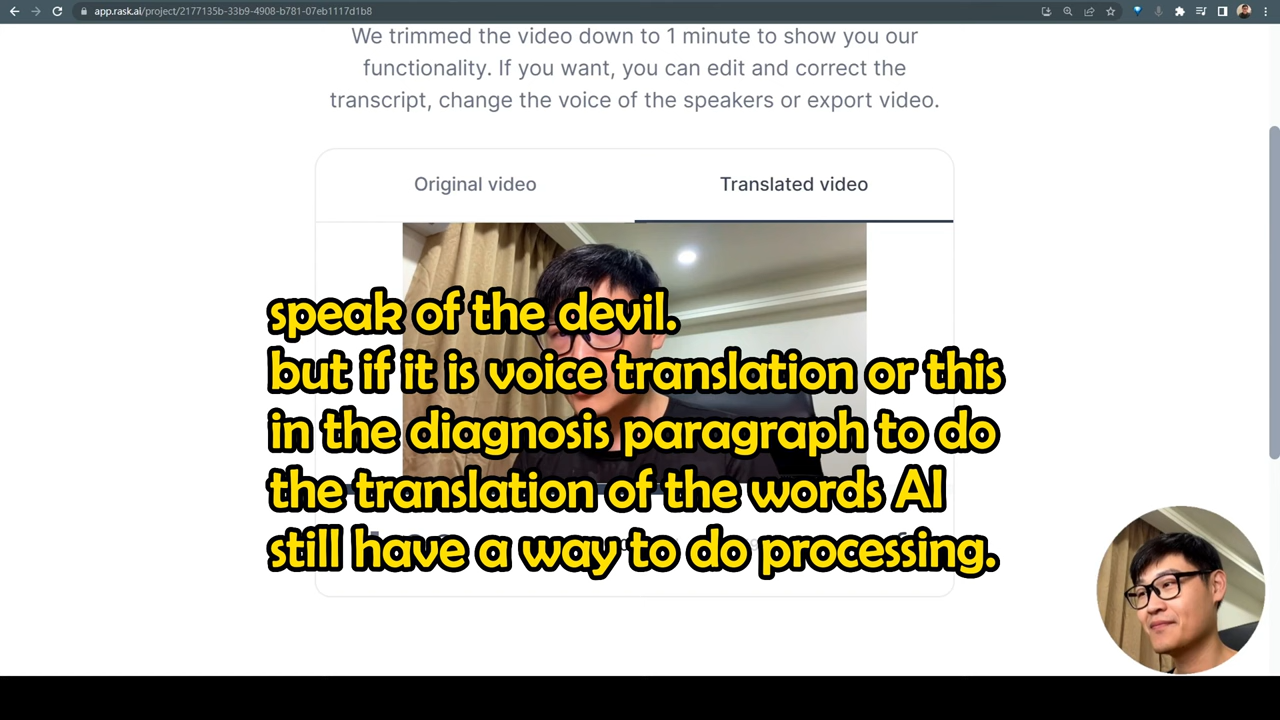 app.rask.ai/project/2177135b-33b9-4908-b781-07eb1117d1b8
We trimmed the video down to 1 minute to show you our
functionality. If you want, you can edit and correct the
transcript, change the voice of the speakers or export video.
Original video
Translated video
speak of the devil.
but if it is voice translation or this
in the diagnosis paragraph to do
the translation of the words AI
still have a way to do processing.